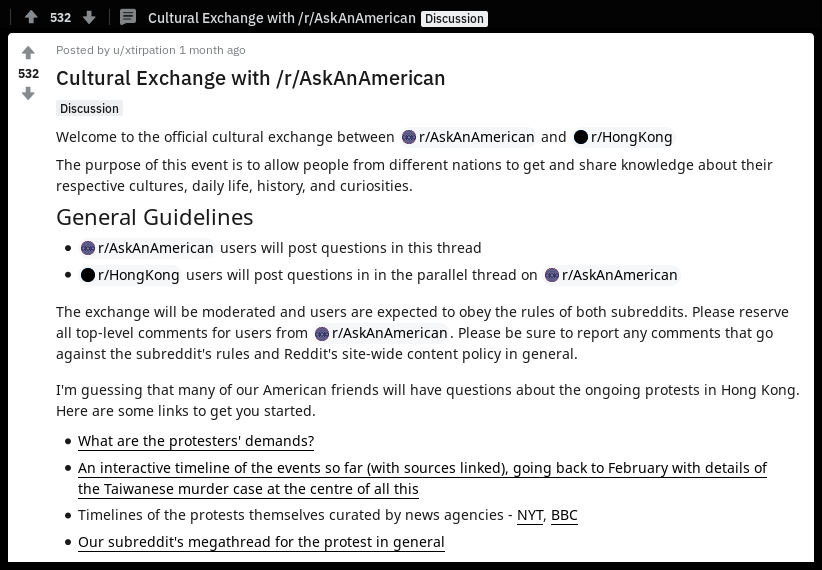 532 Cultural Exchange with /r/AskAnAmerican Discussion
Posted by u/xtirpation 1 month ago
532
Cultural Exchange with /r/AskAnAmerican
Discussion
Welcome to the official cultural exchange between r/AskAnAmerican and r/HongKong
The purpose of this event is to allow people from different nations to get and share knowledge about their
respective cultures, daily life, history, and curiosities.
General Guidelines
• r/AskAnAmerican users will post questions in this thread
• r/HongKong users will post questions in in the parallel thread on r/AskAnAmerican
The exchange will be moderated and users are expected to obey the rules of both subreddits. Please reserve
all top-level comments for users from r/AskAnAmerican. Please be sure to report any comments that go
against the subreddit's rules and Reddit's site-wide content policy in general.
I'm guessing that many of our American friends will have questions about the ongoing protests in Hong Kong.
Here are some links to get you started.
• What are the protesters' demands?
• An interactive timeline of the events so far (with sources linked), going back to February with details of
the Taiwanese murder case at the centre of all this
• Timelines of the protests themselves curated by news agencies - NYT, BBC
• Our subreddit's megathread for the protest in general